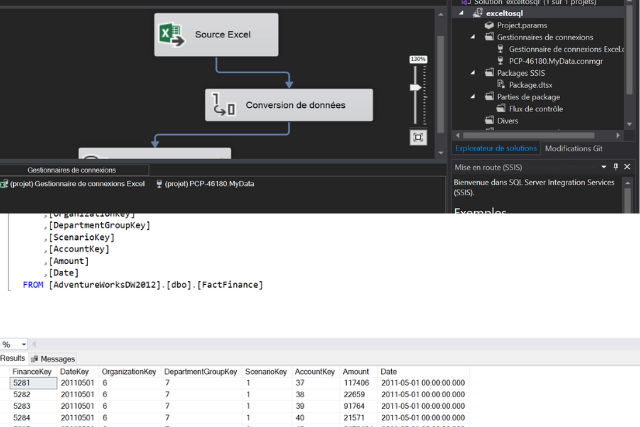 Solution 'exceltosql' (1 sur 1 projets)
exceltosql
Project.params
Gestionnaires de connexions
Gestionnaire de connexions Excel.c
PCP-46180.MyData.conmgr
Packages SSIS
Package.dtsx
Parties de package
Flux de contrôle
Divers
Source Excel
130%
Conversion de données
Explorateur de solutions Modifications Git
Gestionnaires de connexions
(projet) Gestionnaire de connexions Excel (projet) PCP-46180.MyData
Mise en route (SSIS)
Bienvenue dans SQL Server Integration Services
(SSIS).
Exemples
,[OrganizationKey]
,[DepartmentGroupKey]
,[ScenarioKey]
,[AccountKey]
,[Amount]
,[Date]
FROM [AdventureWorksDW2012].[dbo].[FactFinance]
%
Results Messages
FinanceKey DateKey OrganizationKey DepartmentGroupKey ScenarioKey AccountKey Amount Date
5281 20110501 6 7 1 37 117406 2011-05-01 00:00:00.000
5282 20110501 6 7 1 38 22659 2011-05-01 00:00:00.000
5283 20110501 6 7 1 39 91764 2011-05-01 00:00:00.000
5284 20110501 6 7 1 40 21571 2011-05-01 00:00:00.000